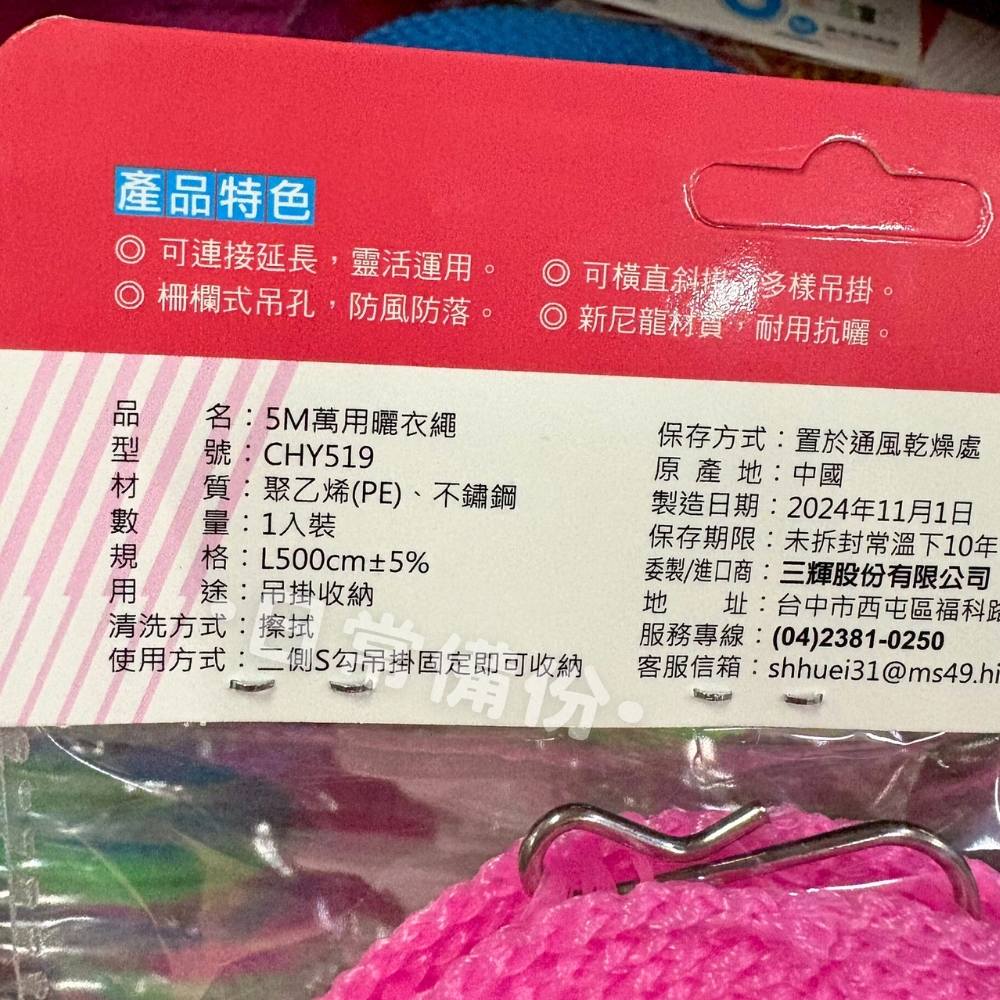 產品特色
◎ 可連接延長，靈活運用。
◎ 柵欄式吊孔，防風防落。
◎ 可橫直斜 多樣吊掛。
◎ 新尼龍材質，耐用抗曬。
品 名：5M萬用曬衣繩
型 號：CHY519
材 質：聚乙烯(PE)、不鏽鋼
數 量：1入裝
規 格：L500cm±5%
用 途：吊掛收納
清洗方式：擦拭
使用方式：二側S勾吊掛固定即可收納
保存方式：置於通風乾燥處
原 產 地：中國
製造日期：2024年11月1日
保存期限：未拆封常溫下10年
委製/進口商：三輝股份有限公司
地 址：台中市西屯區福科路
服務專線：(04)2381-0250
客服信箱：shhuei31@ms49.hi
日常備份